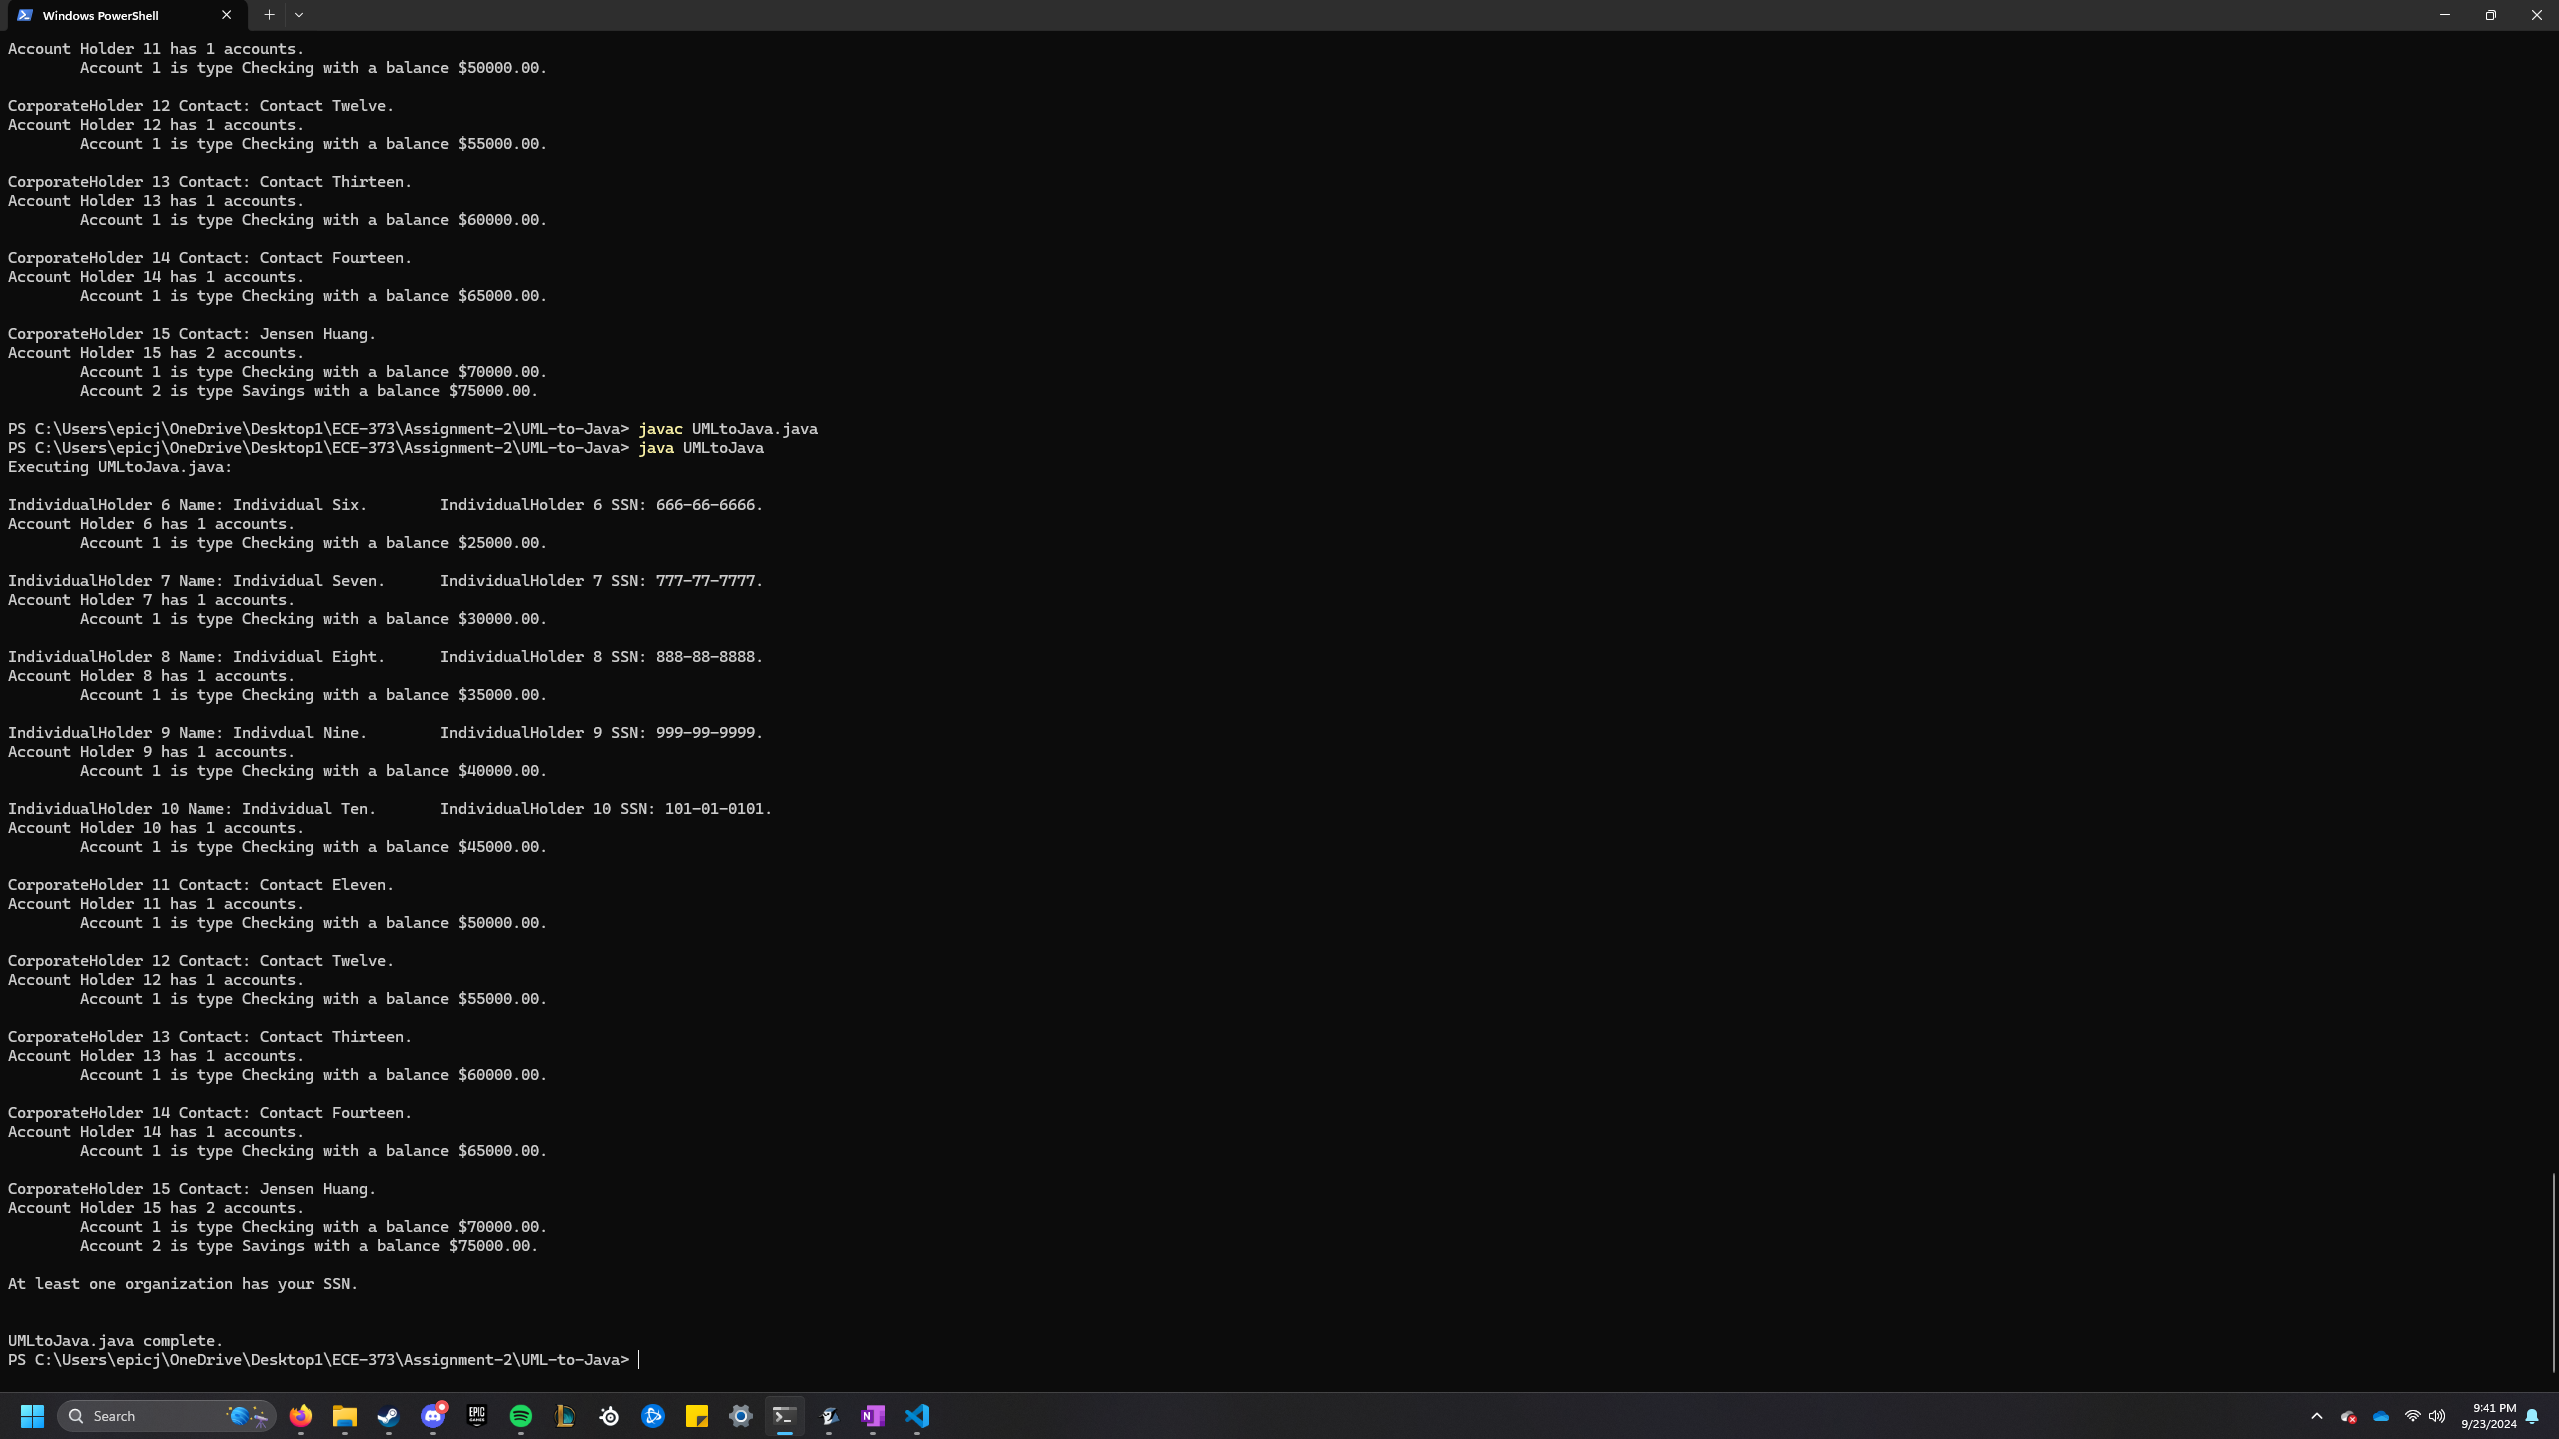 Windows PowerShell
Account Holder 11 has 1 accounts.
Account 1 is type Checking with a balance $50000.00.
CorporateHolder 12 Contact: Contact Twelve.
Account Holder 12 has 1 accounts.
Account 1 is type Checking with a balance $55000.00.
CorporateHolder 13 Contact: Contact Thirteen.
Account Holder 13 has 1 accounts.
Account 1 is type Checking with a balance $60000.00.
CorporateHolder 14 Contact: Contact Fourteen.
Account Holder 14 has 1 accounts.
Account 1 is type Checking with a balance $65000.00.
CorporateHolder 15 Contact: Jensen Huang.
Account Holder 15 has 2 accounts.
Account 1 is type Checking with a balance $70000.00.
Account 2 is type Savings with a balance $75000.00.
PS C:\Users\epicj\OneDrive\Desktop1\ECE-373\Assignment-2\UML-to-Java> javac UMLtoJava.java
PS C:\Users\epicj\OneDrive\Desktop1\ECE-373\Assignment-2\UML-to-Java> java UMLtoJava
Executing UMLtoJava.java:
IndividualHolder 6 Name: Individual Six. IndividualHolder 6 SSN: 666-66-6666.
Account Holder 6 has 1 accounts.
Account 1 is type Checking with a balance $25000.00.
IndividualHolder 7 Name: Individual Seven. IndividualHolder 7 SSN: 777-77-7777.
Account Holder 7 has 1 accounts.
Account 1 is type Checking with a balance $30000.00.
IndividualHolder 8 Name: Individual Eight. IndividualHolder 8 SSN: 888-88-8888.
Account Holder 8 has 1 accounts.
Account 1 is type Checking with a balance $35000.00.
IndividualHolder 9 Name: Indivdual Nine. IndividualHolder 9 SSN: 999-99-9999.
Account Holder 9 has 1 accounts.
Account 1 is type Checking with a balance $40000.00.
IndividualHolder 10 Name: Individual Ten. IndividualHolder 10 SSN: 101-01-0101.
Account Holder 10 has 1 accounts.
Account 1 is type Checking with a balance $45000.00.
CorporateHolder 11 Contact: Contact Eleven.
Account Holder 11 has 1 accounts.
Account 1 is type Checking with a balance $50000.00.
CorporateHolder 12 Contact: Contact Twelve.
Account Holder 12 has 1 accounts.
Account 1 is type Checking with a balance $55000.00.
CorporateHolder 13 Contact: Contact Thirteen.
Account Holder 13 has 1 accounts.
Account 1 is type Checking with a balance $60000.00.
CorporateHolder 14 Contact: Contact Fourteen.
Account Holder 14 has 1 accounts.
Account 1 is type Checking with a balance $65000.00.
CorporateHolder 15 Contact: Jensen Huang.
Account Holder 15 has 2 accounts.
Account 1 is type Checking with a balance $70000.00.
Account 2 is type Savings with a balance $75000.00.
At least one organization has your SSN.
UMLtoJava.java complete.
PS C:\Users\epicj\OneDrive\Desktop1\ECE-373\Assignment-2\UML-to-Java>
Search
EPIC
GAMES
N
9:41 PM
9/23/2024